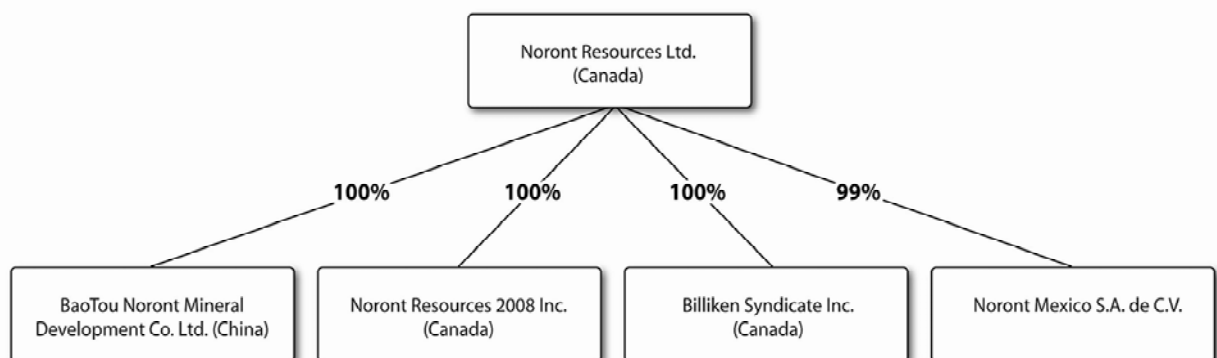 Noront Resources Ltd.
(Canada)
100%
100%
100%
99%
BaoTou Noront Mineral
Development Co. Ltd. (China)
Noront Resources 2008 Inc.
(Canada)
Billiken Syndicate Inc.
(Canada)
Noront Mexico S.A. de C.V.